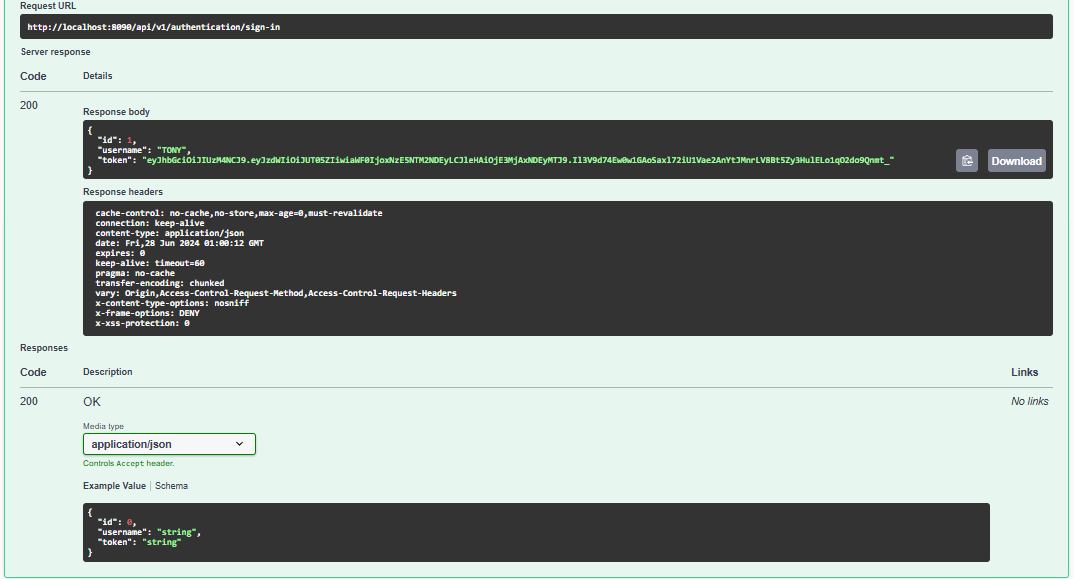 Request URL
http://localhost:8090/api/v1/authentication/sign-in
Server response
Code Details
200
Response body
{
"id": 1,
"username": "TONY",
"token": "eyJhbGciOiJIUzM4NCJ9.eyJzdWIiOiJUT05ZIiwiaWF0IjoxNzE5NTM2NDEyLCJleHAiOjE3MjAxNDEyMTJ9.Il3V9d74Ew0w1GAoSaxl72iU1Vae2AnYtJMnrLV8Bt5Zy3HulELo1qO2do9Qnmt_"
}
Download
Response headers
cache-control: no-cache,no-store,max-age=0,must-revalidate
connection: keep-alive
content-type: application/json
date: Fri,28 Jun 2024 01:00:12 GMT
expires: 0
keep-alive: timeout=60
pragma: no-cache
transfer-encoding: chunked
vary: Origin,Access-Control-Request-Method,Access-Control-Request-Headers
x-content-type-options: nosniff
x-frame-options: DENY
x-xss-protection: 0
Responses
Code Description Links
200 OK No links
Media type
application/json
Controls Accept header.
Example Value | Schema
{
"id": 0,
"username": "string",
"token": "string"
}